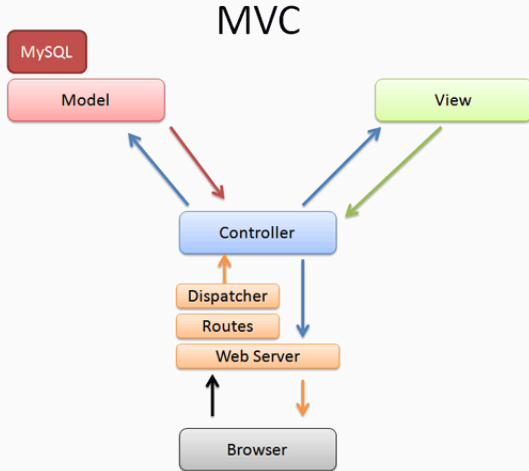 MVC
MySQL
Model
View
Controller
Dispatcher
Routes
Web Server
Browser